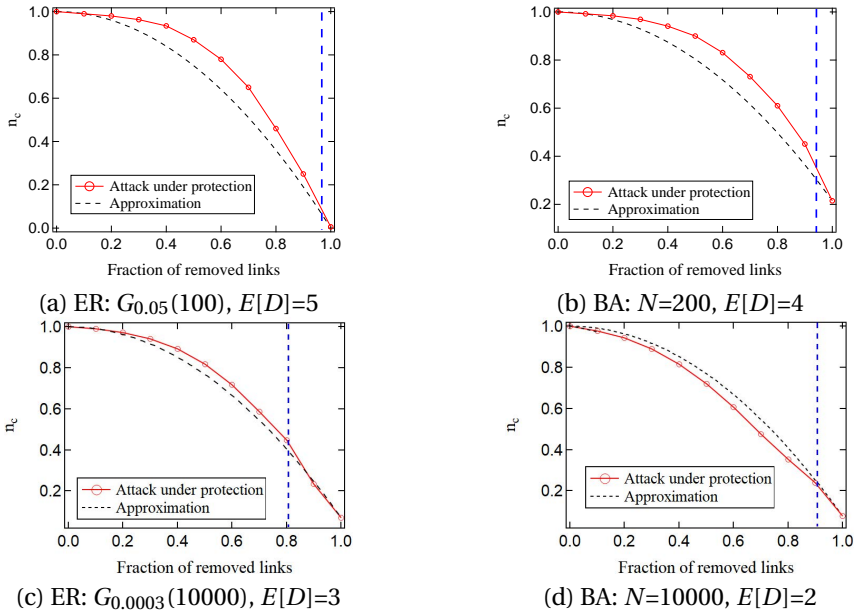 1.0
0.8
0.6
0.4
0.2
0.0
n_c
Attack under protection
Approximation
0.0 0.2 0.4 0.6 0.8 1.0
Fraction of removed links
(a) ER: G_{0.05}(100), E[D]=5
1.0
0.8
0.6
0.4
0.2
n_c
Attack under protection
Approximation
0.0 0.2 0.4 0.6 0.8 1.0
Fraction of removed links
(b) BA: N=200, E[D]=4
1.0
0.8
0.6
0.4
0.2
n_c
Attack under protection
Approximation
0.0 0.2 0.4 0.6 0.8 1.0
Fraction of removed links
(c) ER: G_{0.0003}(10000), E[D]=3
1.0
0.8
0.6
0.4
0.2
n_c
Attack under protection
Approximation
0.0 0.2 0.4 0.6 0.8 1.0
Fraction of removed links
(d) BA: N=10000, E[D]=2